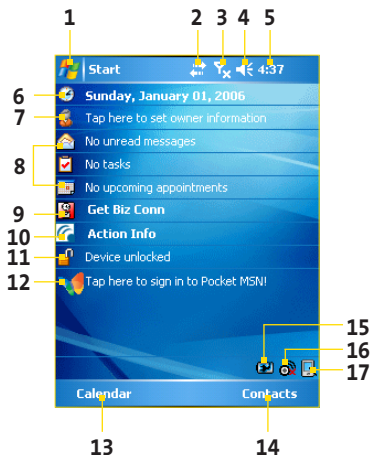 1 2 3 4 5
Start 4:37
6 Sunday, January 01, 2006
7 Tap here to set owner information
No unread messages
8 No tasks
No upcoming appointments
9 Get Biz Conn
10 Action Info
11 Device unlocked
12 Tap here to sign in to Pocket MSN!
15
16
17
Calendar Contacts
13 14